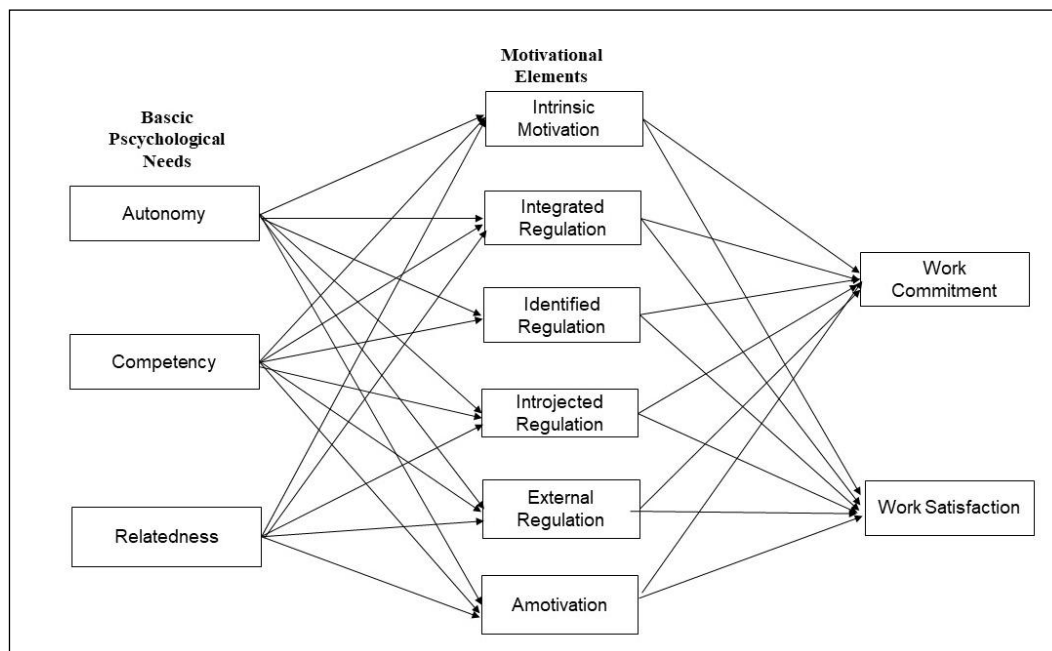 Bascic
Pscychological
Needs
Autonomy
Competency
Relatedness
Motivational
Elements
Intrinsic
Motivation
Integrated
Regulation
Identified
Regulation
Introjected
Regulation
External
Regulation
Amotivation
Work
Commitment
Work Satisfaction